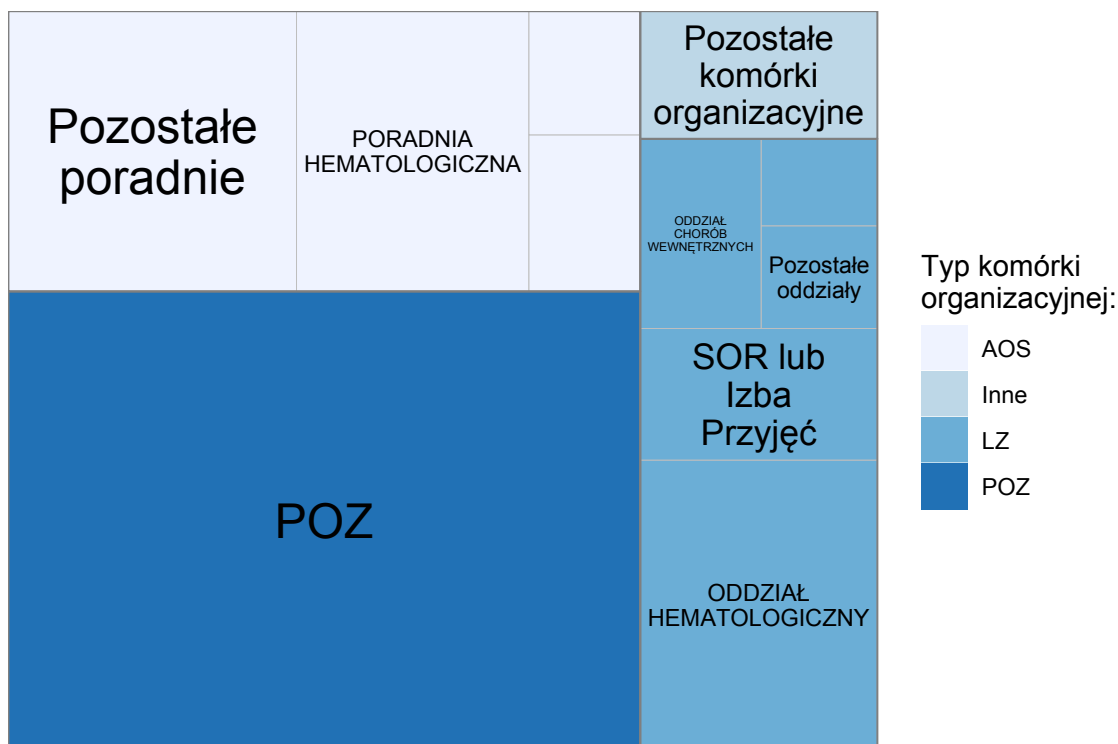 Pozostałe
poradnie
PORADNIA
HEMATOLOGICZNA
Pozostałe
komórki
organizacyjne
ODDZIAŁ
CHORÓB
WEWNĘTRZNYCH
Pozostałe
oddziały
SOR lub
Izba
Przyjęć
POZ
ODDZIAŁ
HEMATOLOGICZNY
Typ komórki
organizacyjnej:
AOS
Inne
LZ
POZ